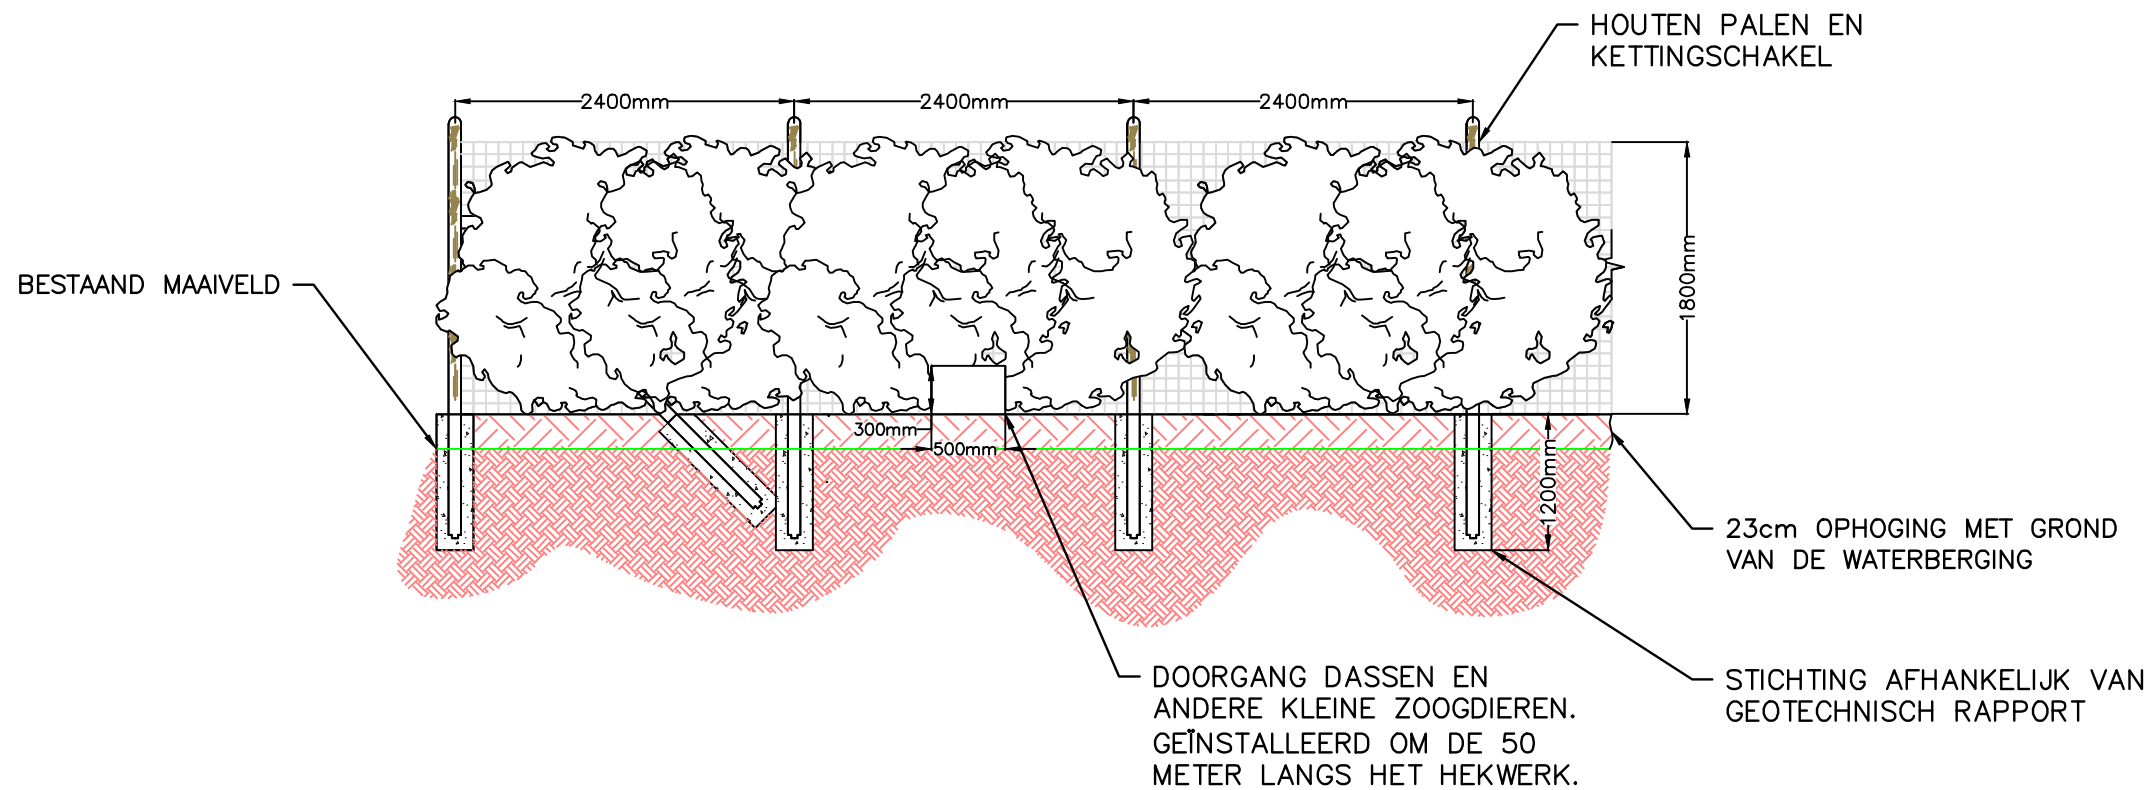 HOUTEN PALEN EN
KETTINGSCHAKEL
2400mm 2400mm 2400mm
1800mm
BESTAAND MAAIVELD
300mm
500mm
1200mm
23cm OPHOGING MET GROND
VAN DE WATERBERGING
DOORGANG DASSEN EN
ANDERE KLEINE ZOOGDIEREN.
GEÏNSTALLEERD OM DE 50
METER LANGS HET HEKWERK.
STICHTING AFHANKELIJK VAN
GEOTECHNISCH RAPPORT